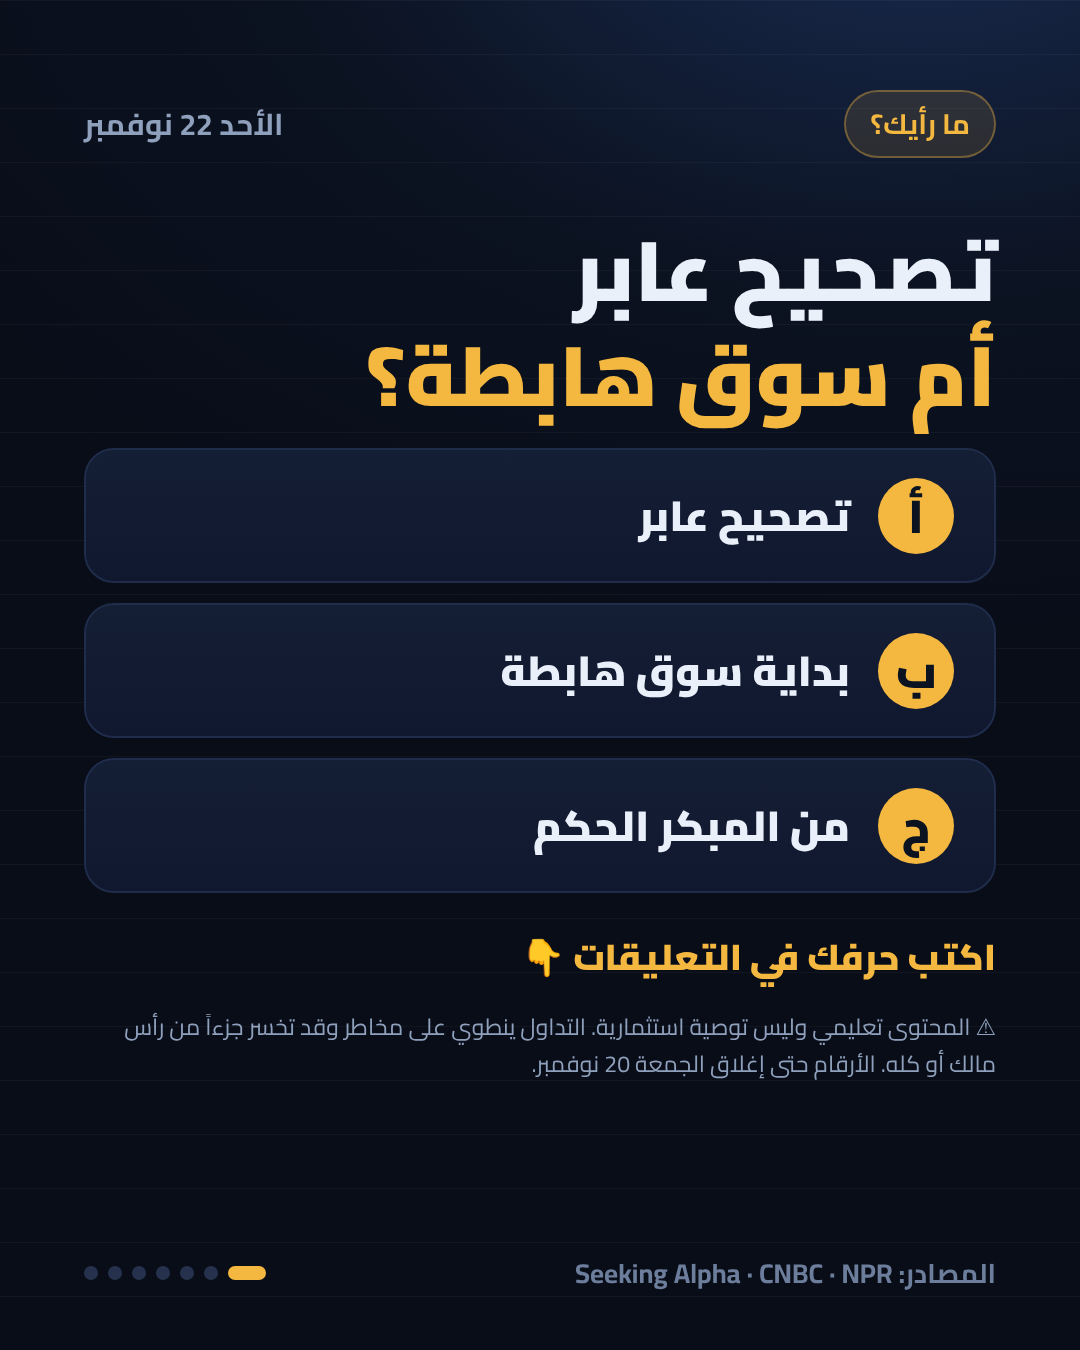 ما رأيك؟
الأحد 22 نوفمبر
تصحيح عابر
أم سوق هابطة؟
أ
تصحيح عابر
ب
بداية سوق هابطة
ج
من المبكر الحكم
اكتب حرفك في التعليقات 👇
⚠ المحتوى تعليمي وليس توصية استثمارية. التداول ينطوي على مخاطر وقد تخسر جزءاً من رأس
مالك أو كله. الأرقام حتى إغلاق الجمعة 20 نوفمبر.
المصادر: Seeking Alpha · CNBC · NPR